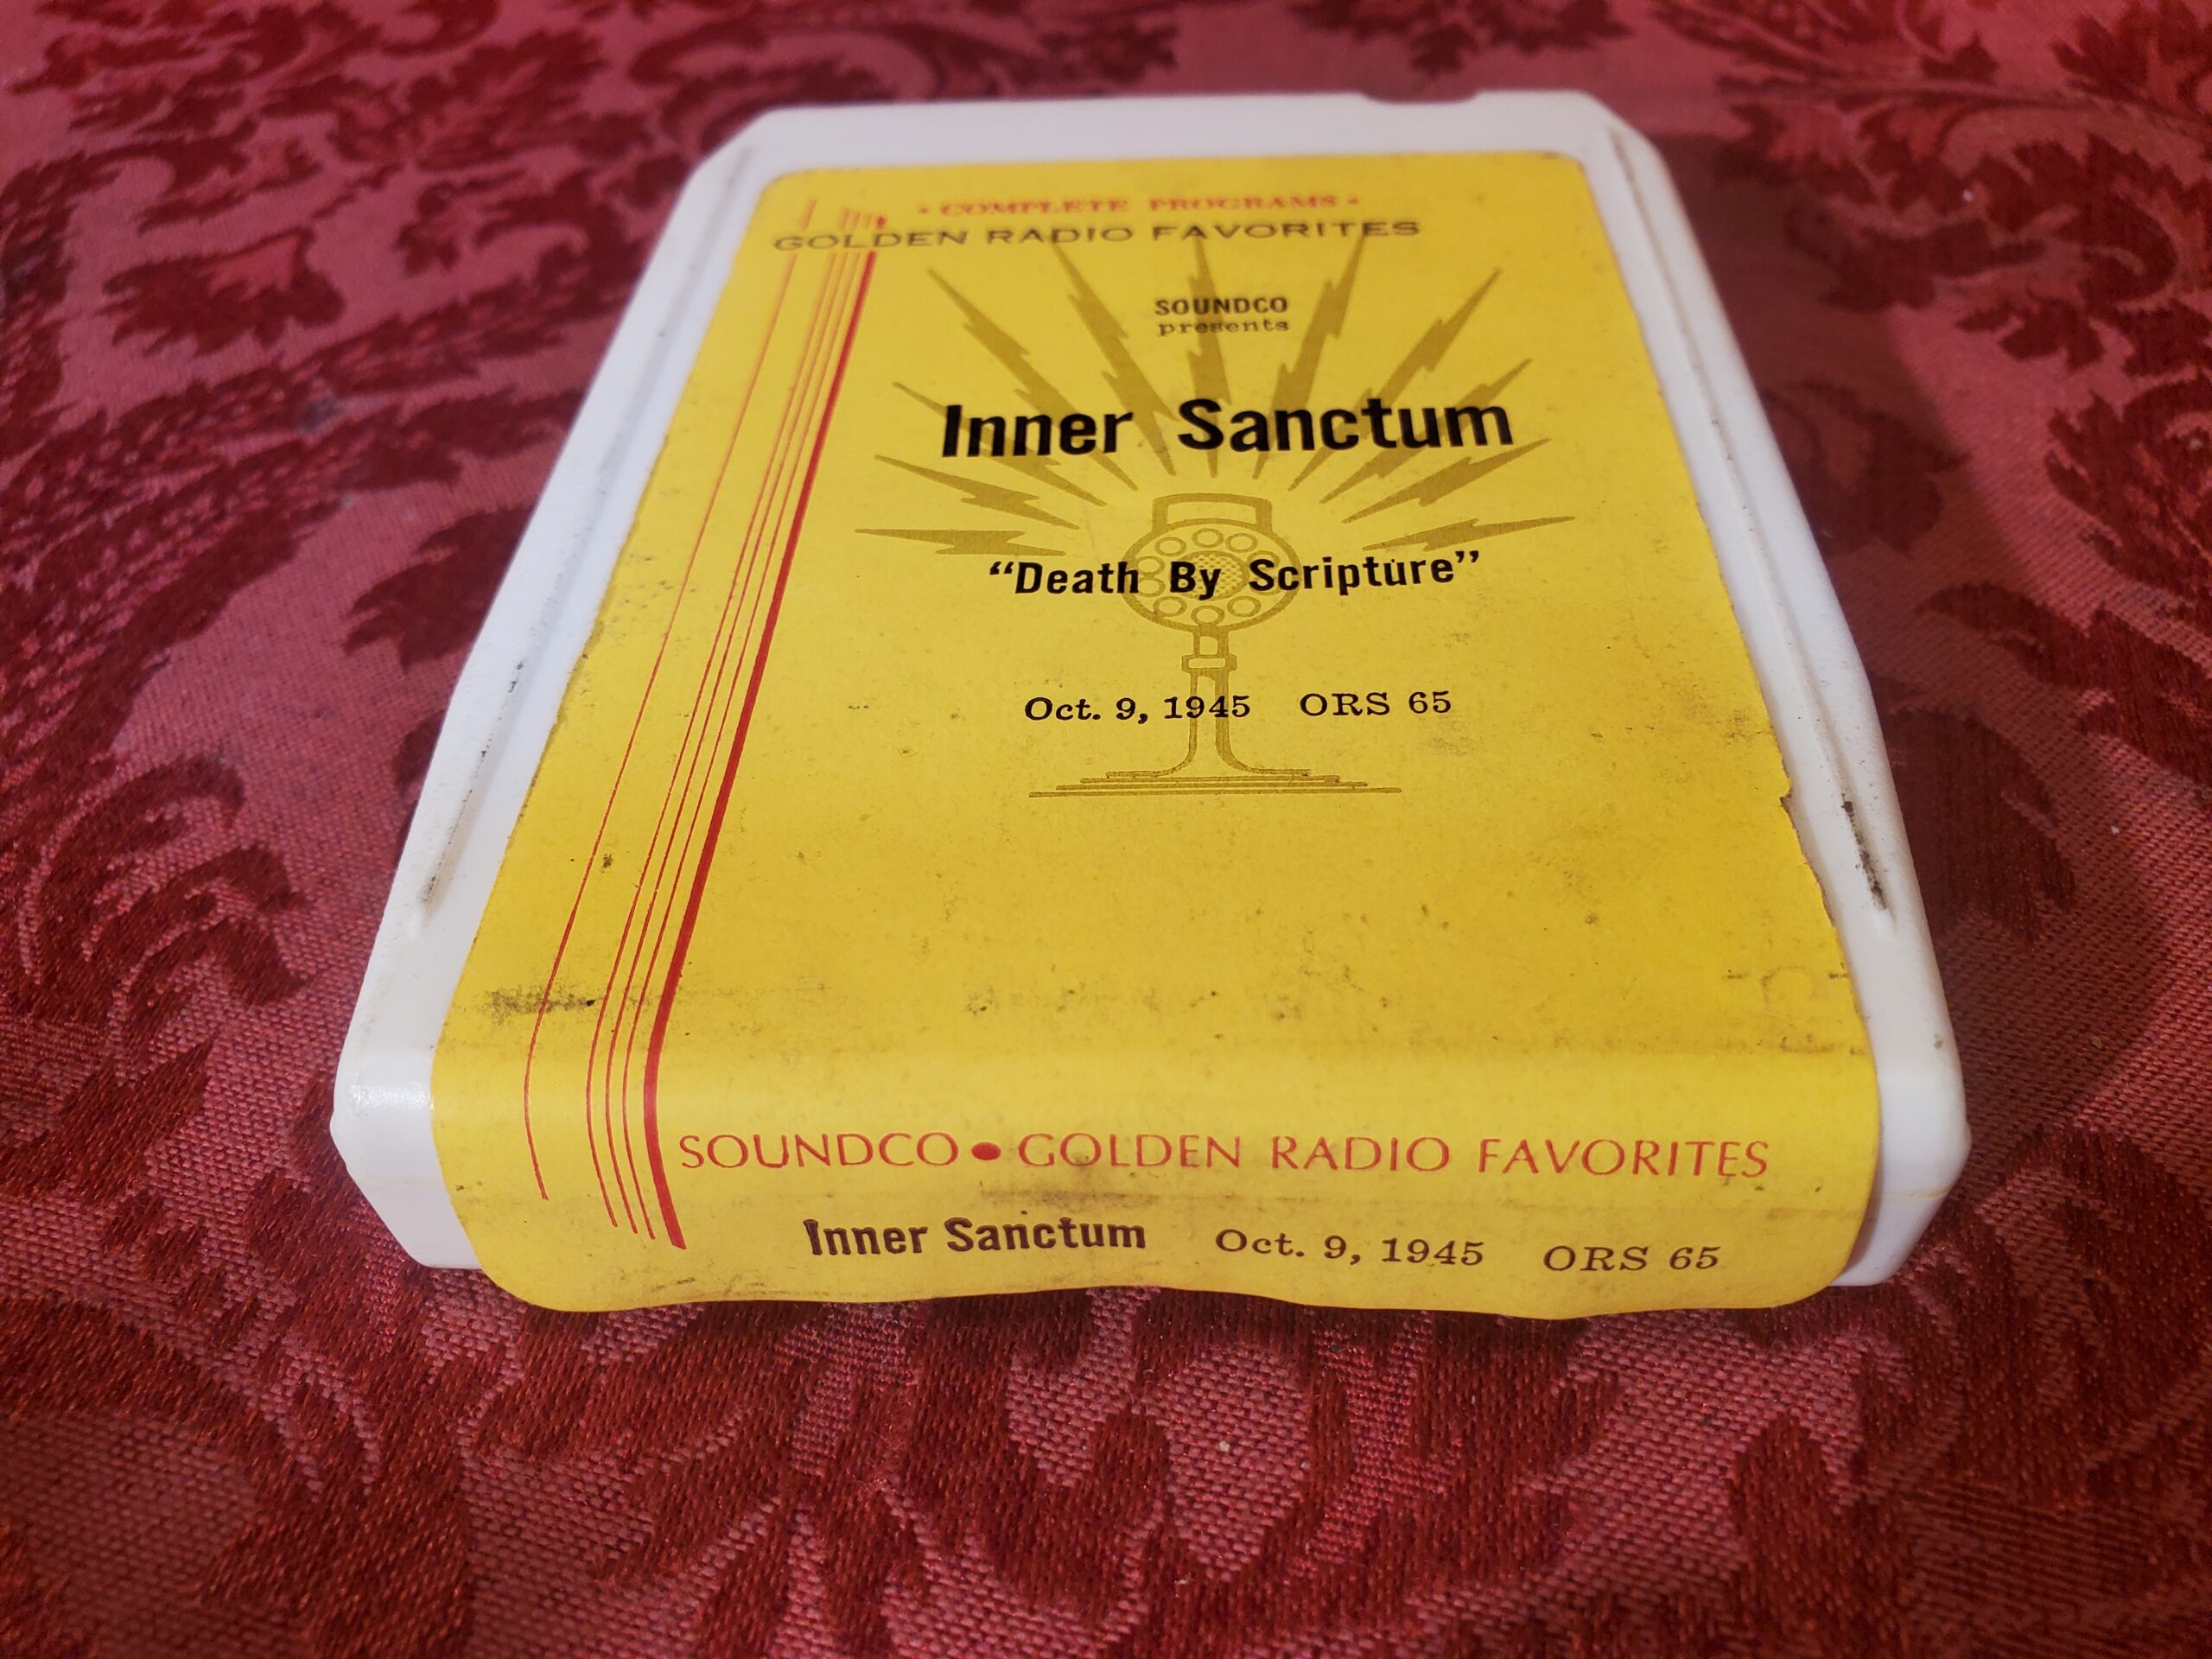 • COMPLETE PROGRAMS •
GOLDEN RADIO FAVORITES
SOUNDCO
presents
Inner Sanctum
“Death By Scripture”
Oct. 9, 1945 ORS 65
SOUNDCO • GOLDEN RADIO FAVORITES
Inner Sanctum Oct. 9, 1945 ORS 65